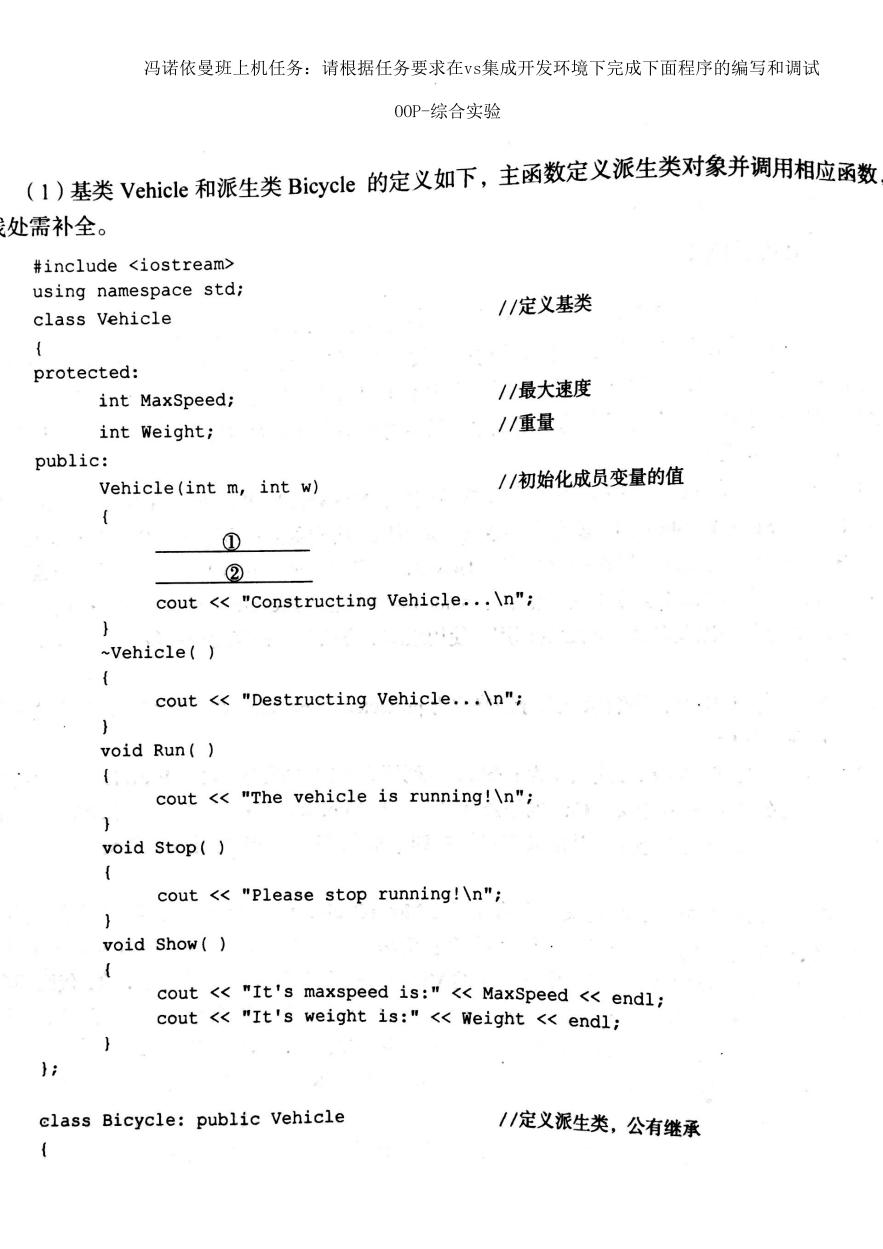 冯诺依曼班上机任务：请根据任务要求在vs集成开发环境下完成下面程序的编写和调试
OOP-综合实验
（1）基类 Vehicle 和派生类 Bicycle 的定义如下，主函数定义派生类对象并调用相应函数，
处需补全。
#include <iostream>
using namespace std;
class Vehicle //定义基类
{
protected:
int MaxSpeed; //最大速度
int Weight; //重量
public:
Vehicle(int m, int w) //初始化成员变量的值
{
①
②
cout << "Constructing Vehicle...\n";
}
~Vehicle( )
{
cout << "Destructing Vehicle...\n";
}
void Run( )
{
cout << "The vehicle is running!\n";
}
void Stop( )
{
cout << "Please stop running!\n";
}
void Show( )
{
cout << "It's maxspeed is:" << MaxSpeed << endl;
cout << "It's weight is:" << Weight << endl;
}
};
class Bicycle: public Vehicle //定义派生类，公有继承
{